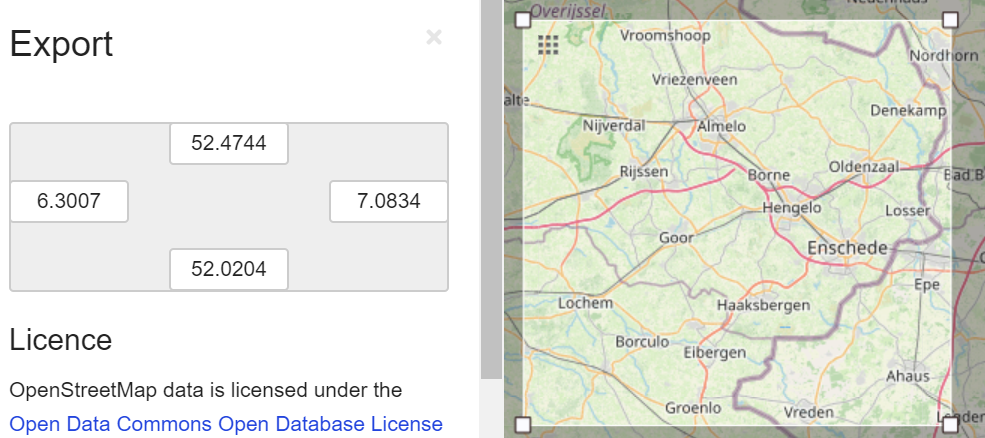 Export
×
52.4744
6.3007
7.0834
52.0204
Licence
OpenStreetMap data is licensed under the
Open Data Commons Open Database License
Overijssel
Vroomshoop
Nordhorn
Vriezenveen
Denekamp
Nijverdal
Almelo
Rijssen
Borne
Oldenzaal
Bad B
Hengelo
Losser
Goor
Enschede
Epe
Lochem
Haaksbergen
Borculo
Eibergen
Ahaus
Groenlo
Vreden